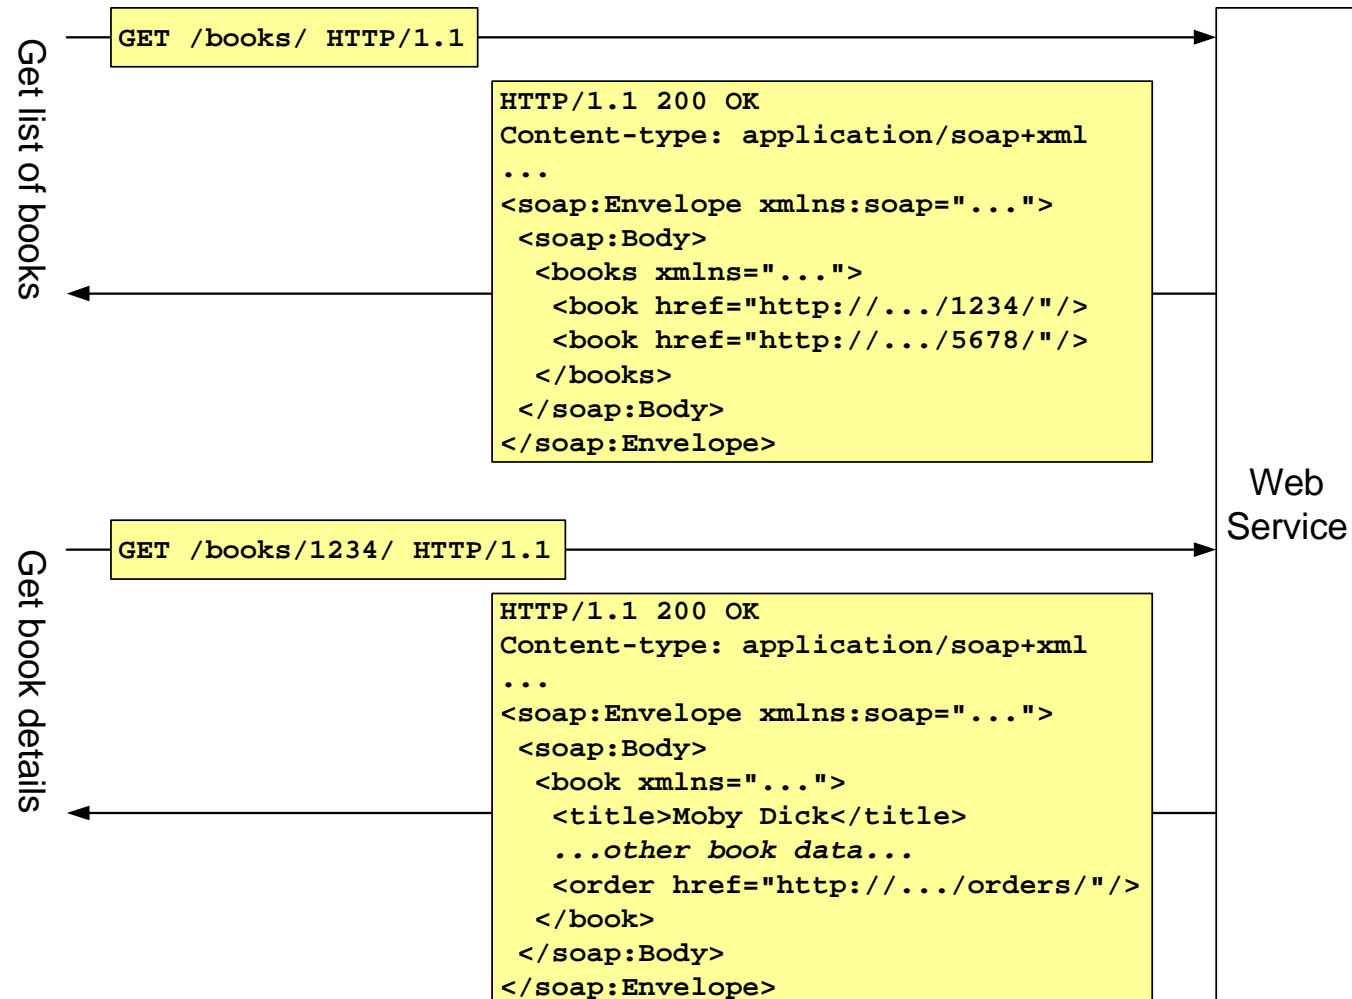 Get list of books
GET /books/ HTTP/1.1
HTTP/1.1 200 OK
Content-type: application/soap+xml
...
<soap:Envelope xmlns:soap="...">
<soap:Body>
<books xmlns="...">
<book href="http://.../1234/"/>
<book href="http://.../5678/"/>
</books>
</soap:Body>
</soap:Envelope>
Web
Service
Get book details
GET /books/1234/ HTTP/1.1
HTTP/1.1 200 OK
Content-type: application/soap+xml
...
<soap:Envelope xmlns:soap="...">
<soap:Body>
<book xmlns="...">
<title>Moby Dick</title>
...other book data...
<order href="http://.../orders/"/>
</book>
</soap:Body>
</soap:Envelope>